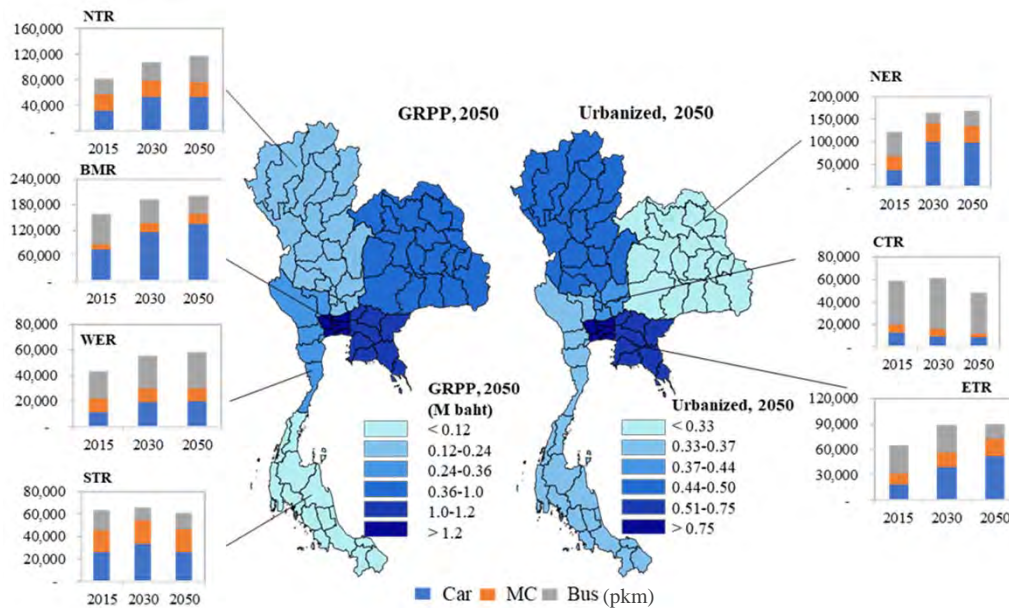 NTR
160,000
120,000
80,000
40,000
-
2015 2030 2050
BMR
240,000
180,000
120,000
60,000
-
2015 2030 2050
WER
80,000
60,000
40,000
20,000
-
2015 2030 2050
STR
80,000
60,000
40,000
20,000
-
2015 2030 2050
GRPP, 2050
GRPP, 2050
(M baht)
< 0.12
0.12-0.24
0.24-0.36
0.36-1.0
1.0-1.2
> 1.2
Urbanized, 2050
Urbanized, 2050
< 0.33
0.33-0.37
0.37-0.44
0.44-0.50
0.51-0.75
> 0.75
NER
200,000
150,000
100,000
50,000
-
2015 2030 2050
CTR
80,000
60,000
40,000
20,000
-
2015 2030 2050
ETR
120,000
90,000
60,000
30,000
-
2015 2030 2050
Car MC Bus (pkm)